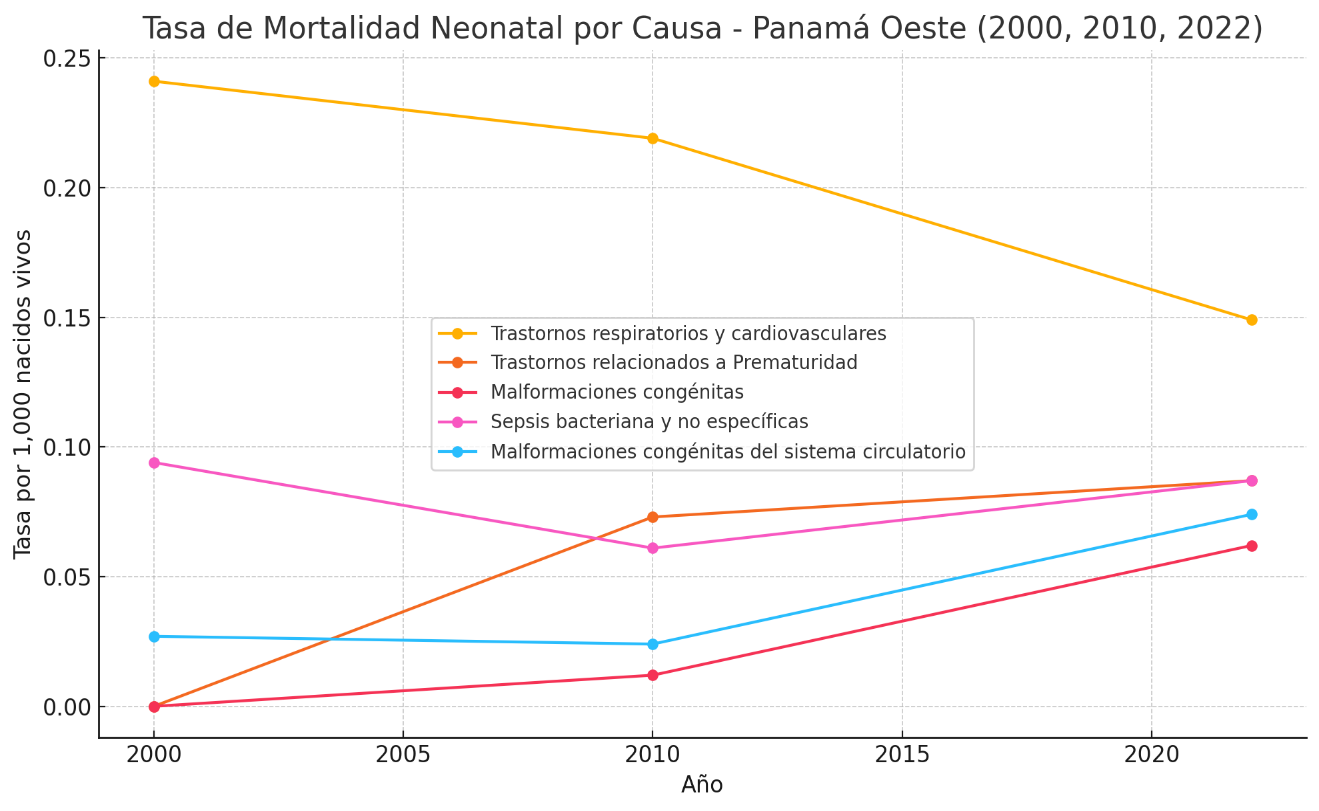 Tasa de Mortalidad Neonatal por Causa - Panamá Oeste (2000, 2010, 2022)
Tasa por 1,000 nacidos vivos
0.25
0.20
0.15
0.10
0.05
0.00
Trastornos respiratorios y cardiovasculares
Trastornos relacionados a Prematuridad
Malformaciones congénitas
Sepsis bacteriana y no específicas
Malformaciones congénitas del sistema circulatorio
2000 2005 2010 2015 2020
Año